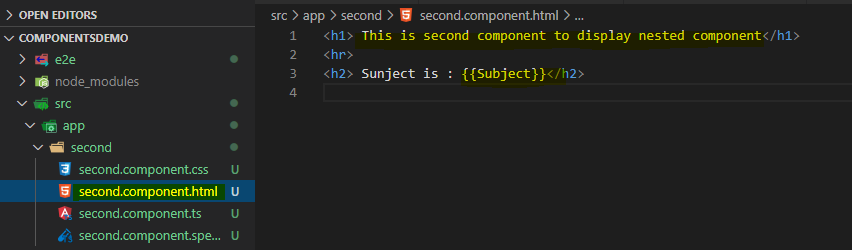 OPEN EDITORS
COMPONENTSDEMO
e2e
node_modules
src
app
second
second.component.css U
second.component.html U
second.component.ts U
second.component.spe... U
src > app > second > second.component.html > ...
1 <h1> This is second component to display nested component</h1>
2 <hr>
3 <h2> Sunject is : {{Subject}}</h2>
4